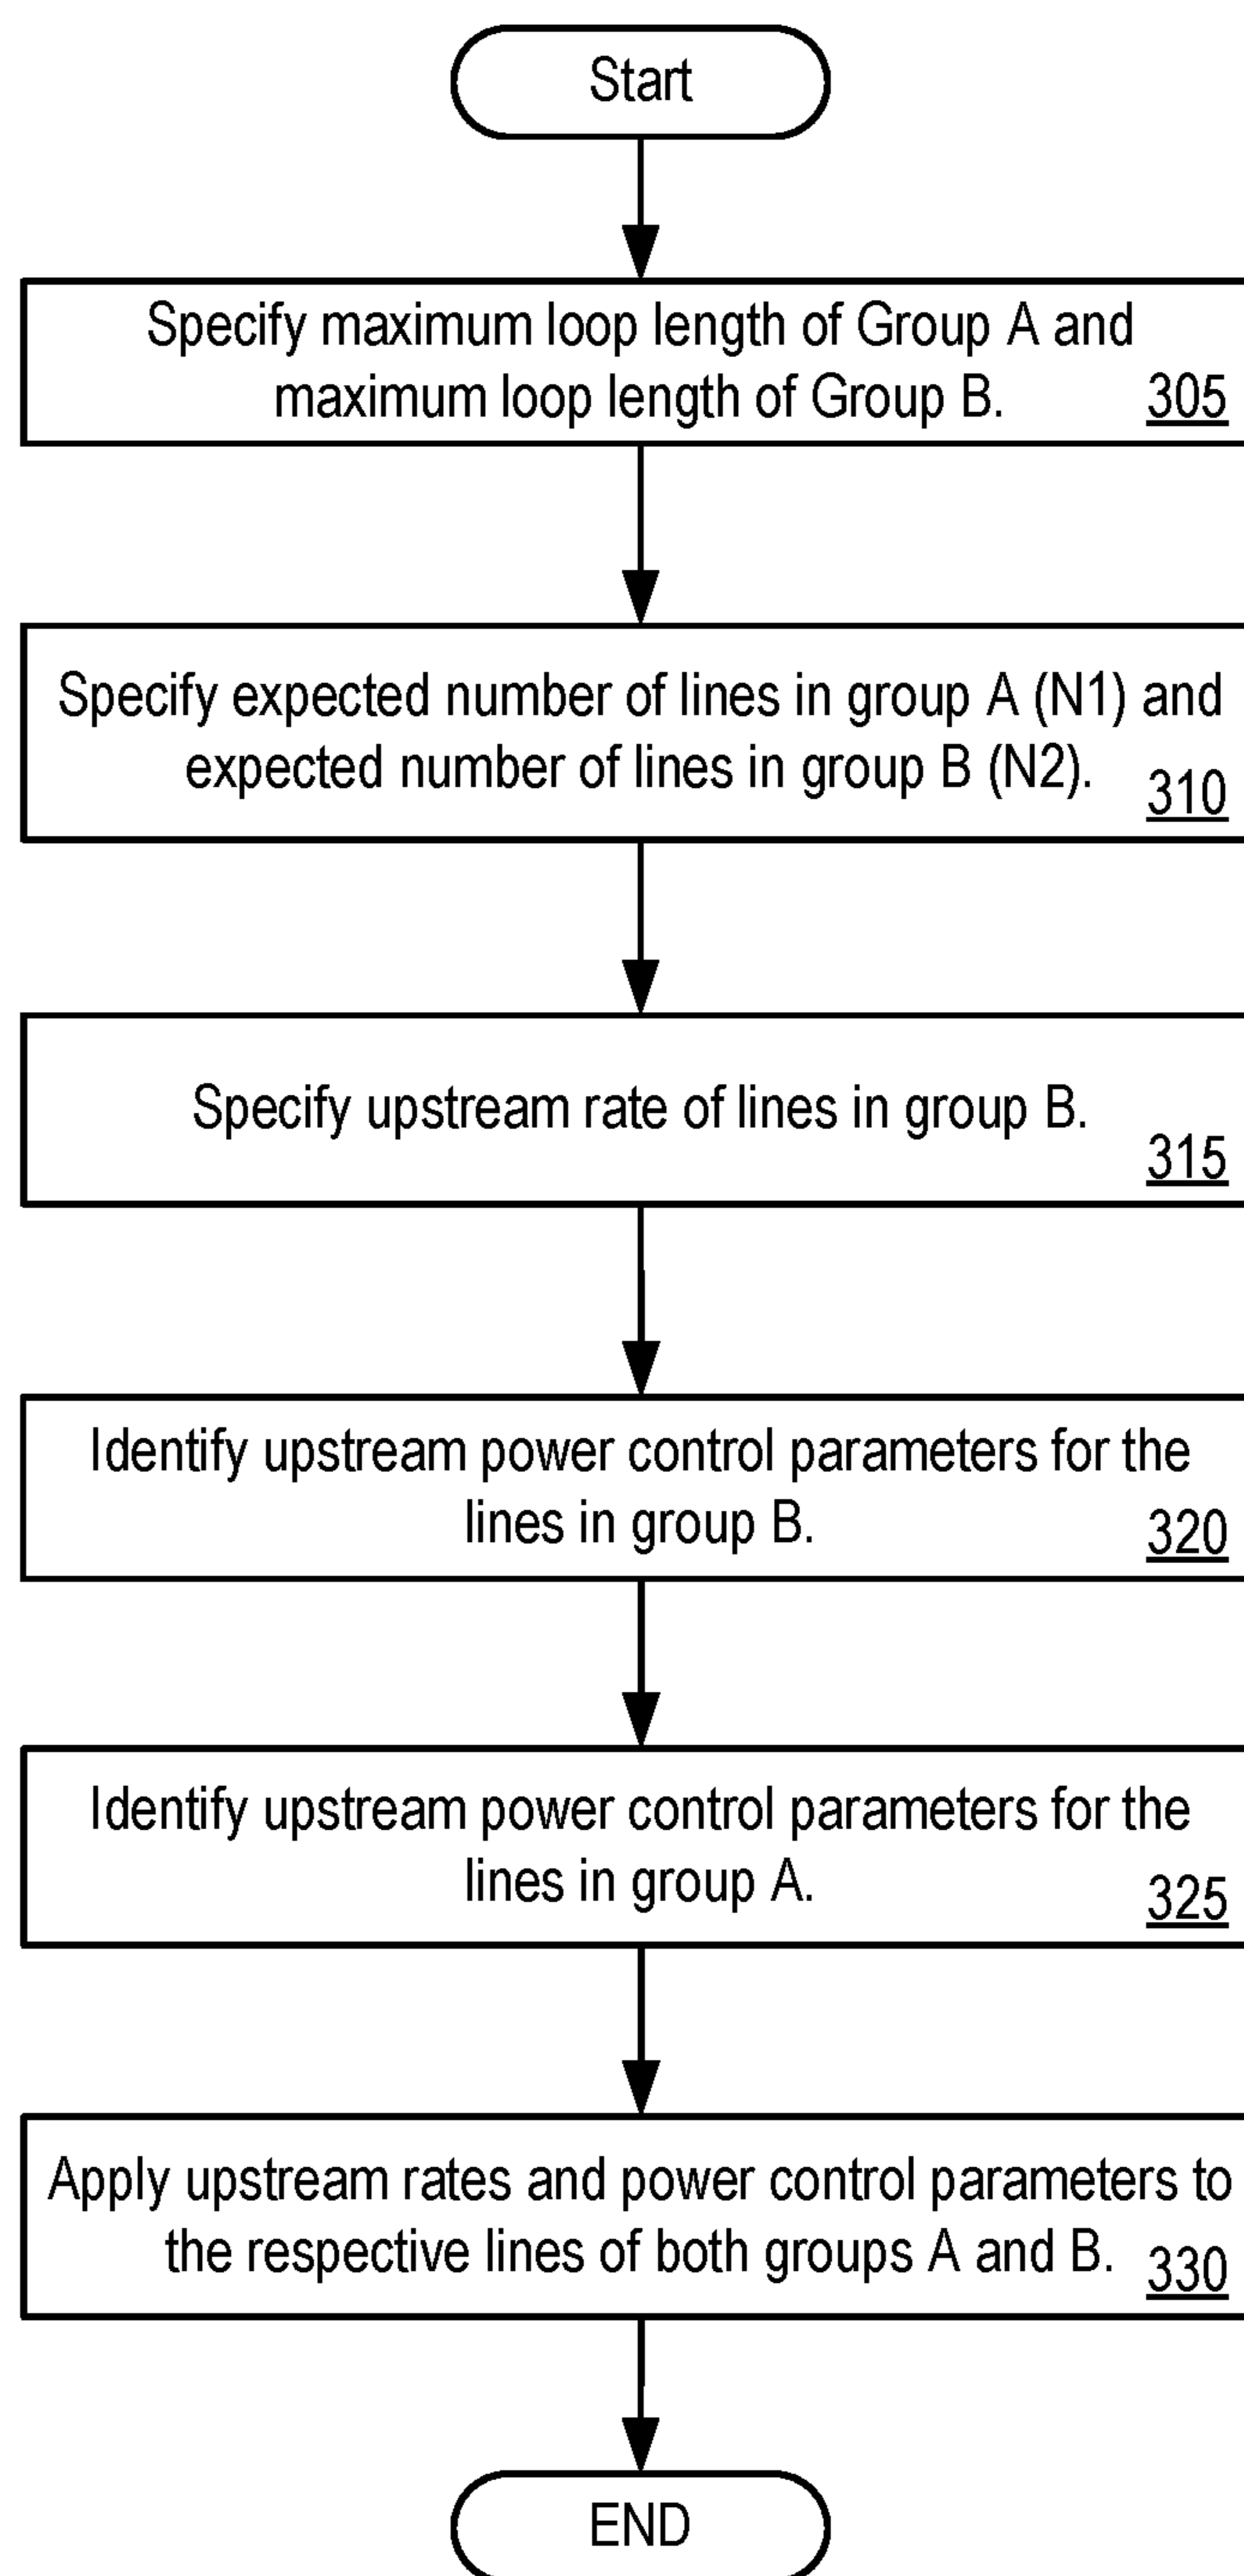 Start
Specify maximum loop length of Group A and
maximum loop length of Group B.
305
Specify expected number of lines in group A (N1) and
expected number of lines in group B (N2).
310
Specify upstream rate of lines in group B.
315
Identify upstream power control parameters for the
lines in group B.
320
Identify upstream power control parameters for the
lines in group A.
325
Apply upstream rates and power control parameters to
the respective lines of both groups A and B.
330
END